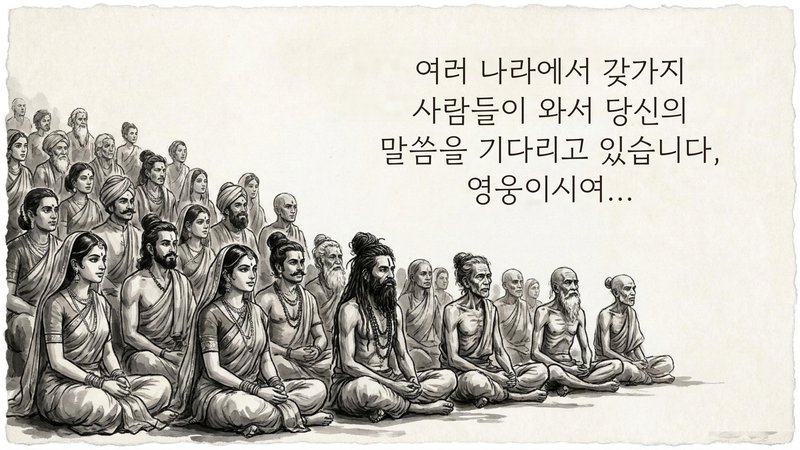 여러 나라에서 갖가지
사람들이 와서 당신의
말씀을 기다리고 있습니다,
영웅이시여...